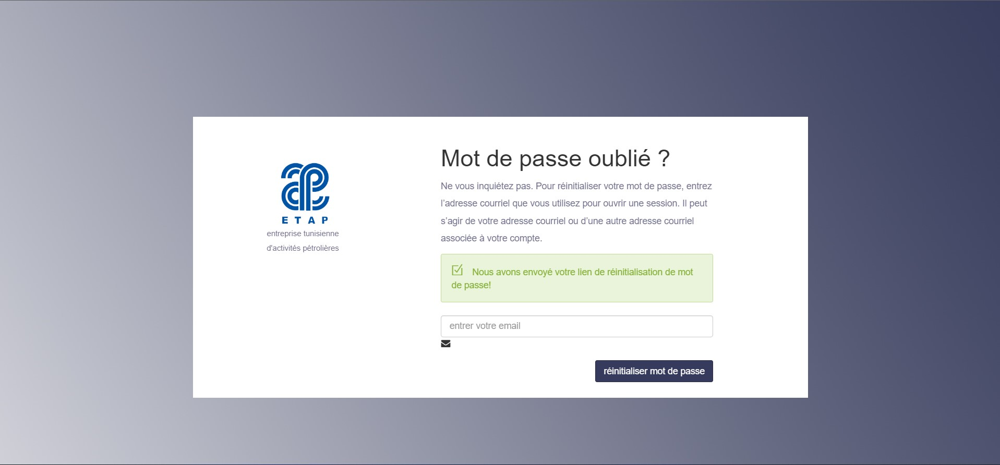 E T A P
entreprise tunisienne
d'activités pétrolières
Mot de passe oublié ?
Ne vous inquiétez pas. Pour réinitialiser votre mot de passe, entrez
l’adresse courriel que vous utilisez pour ouvrir une session. Il peut
s’agir de votre adresse courriel ou d’une autre adresse courriel
associée à votre compte.
Nous avons envoyé votre lien de réinitialisation de mot
de passe!
entrer votre email
réinitialiser mot de passe